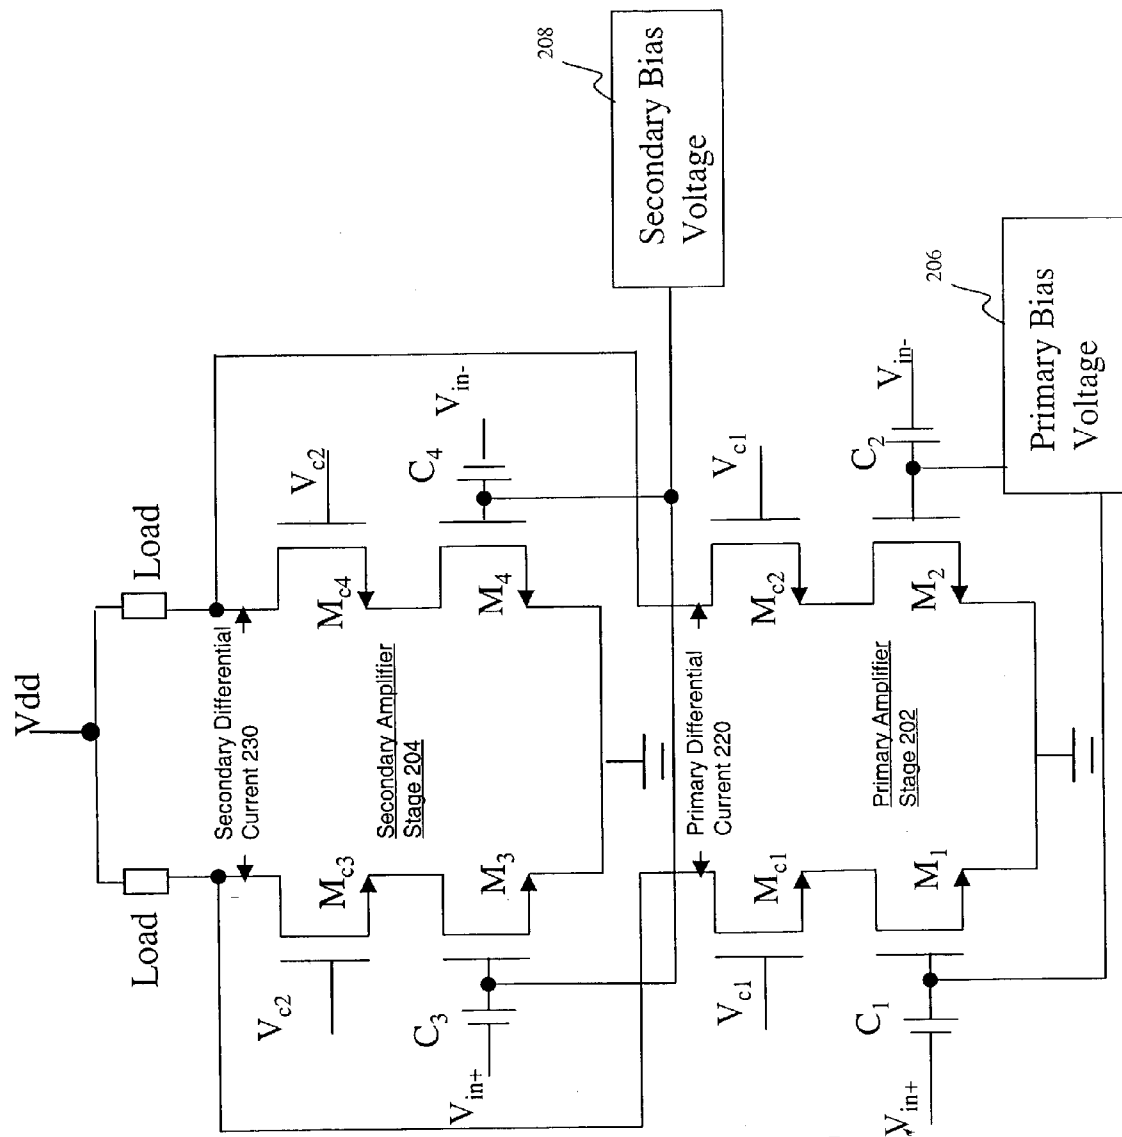 Vdd
Load
Load
Secondary Differential
Current 230
V_c2
M_c3
M_c4
V_c2
Secondary Amplifier
Stage 204
V_in+
C_3
M_3
M_4
C_4
V_in-
208
Secondary Bias
Voltage
Primary Differential
Current 220
V_c1
M_c1
M_c2
V_c1
Primary Amplifier
Stage 202
V_in+
C_1
M_1
M_2
C_2
V_in-
206
Primary Bias
Voltage